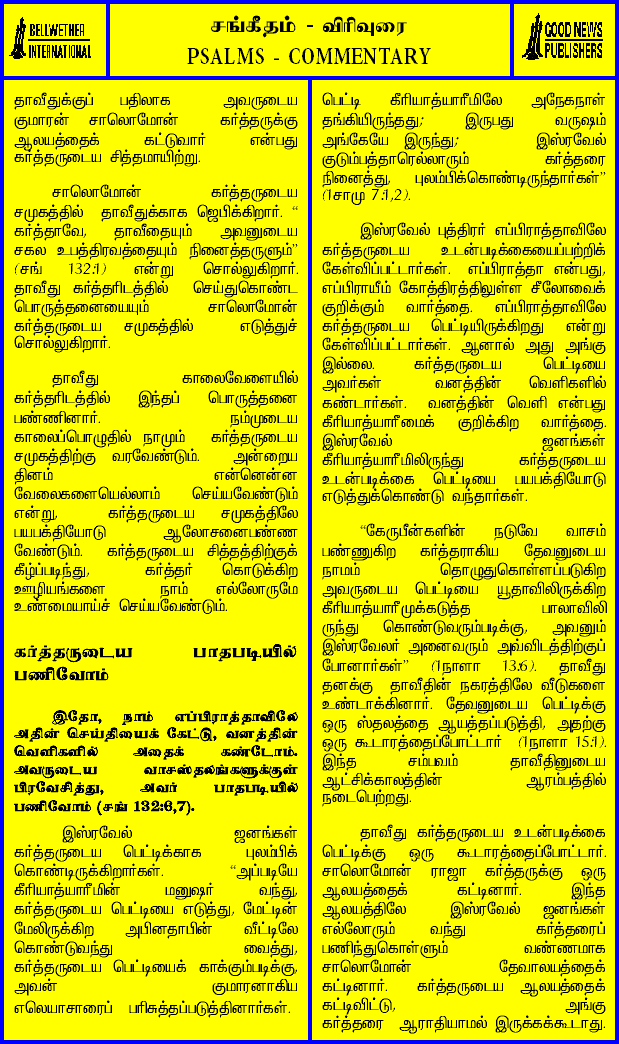 BELLWETHER
INTERNATIONAL
சங்கீதம் - விரிவுரை
PSALMS - COMMENTARY
GOOD NEWS
PUBLISHERS
தாவீதுக்குப் பதிலாக அவருடைய
குமாரன் சாலொமோன் கர்த்தருக்கு
ஆலயத்தைக் கட்டுவார் என்பது
கர்த்தருடைய சித்தமாயிற்று.
சாலொமோன் கர்த்தருடைய
சமுகத்தில் தாவீதுக்காக ஜெபிக்கிறார். “
கர்த்தாவே, தாவீதையும் அவனுடைய
சகல உபத்திரவத்தையும் நினைத்தருளும்”
(சங் 132:1) என்று சொல்லுகிறார்.
தாவீது கர்த்தரிடத்தில் செய்துகொண்ட
பொருத்தனையையும் சாலொமோன்
கர்த்தருடைய சமுகத்தில் எடுத்துச்
சொல்லுகிறார்.
தாவீது காலைவேளையில்
கர்த்தரிடத்தில் இந்தப் பொருத்தனை
பண்ணினார். நம்முடைய
காலைப்பொழுதில் நாமும் கர்த்தருடைய
சமுகத்திற்கு வரவேண்டும். அன்றைய
தினம் என்னென்ன
வேலைகளையெல்லாம் செய்யவேண்டும்
என்று, கர்த்தருடைய சமுகத்திலே
பயபக்தியோடு ஆலோசனைபண்ண
வேண்டும். கர்த்தருடைய சித்தத்திற்குக்
கீழ்ப்படிந்து, கர்த்தர் கொடுக்கிற
ஊழியங்களை நாம் எல்லோருமே
உண்மையாய்ச் செய்யவேண்டும்.
கர்த்தருடைய பாதபடியில்
பணிவோம்
இதோ, நாம் எப்பிராத்தாவிலே
அதின் செய்தியைக் கேட்டு, வனத்தின்
வெளிகளில் அதைக் கண்டோம்.
அவருடைய வாசஸ்தலங்களுக்குள்
பிரவேசித்து, அவர் பாதபடியில்
பணிவோம் (சங் 132:6,7).
இஸ்ரவேல் ஜனங்கள்
கர்த்தருடைய பெட்டிக்காக புலம்பிக்
கொண்டிருக்கிறார்கள். “அப்படியே
கீரியாத்யாரீமின் மனுஷர் வந்து,
கர்த்தருடைய பெட்டியை எடுத்து, மேட்டின்
மேலிருக்கிற அபினதாபின் வீட்டிலே
கொண்டுவந்து வைத்து,
கர்த்தருடைய பெட்டியைக் காக்கும்படிக்கு,
அவன் குமாரனாகிய
எலெயாசாரைப் பரிசுத்தப்படுத்தினார்கள்.
பெட்டி கீரியாத்யாரீமிலே அநேகநாள்
தங்கியிருந்தது; இருபது வருஷம்
அங்கேயே இருந்து; இஸ்ரவேல்
குடும்பத்தாரெல்லாரும் கர்த்தரை
நினைத்து, புலம்பிக்கொண்டிருந்தார்கள்”
(1சாமு 7:1,2).
இஸ்ரவேல் புத்திரர் எப்பிராத்தாவிலே
கர்த்தருடைய உடன்படிக்கையைப்பற்றிக்
கேள்விப்பட்டார்கள். எப்பிராத்தா என்பது,
எப்பிராயீம் கோத்திரத்திலுள்ள சீலோவைக்
குறிக்கும் வார்த்தை. எப்பிராத்தாவிலே
கர்த்தருடைய பெட்டியிருக்கிறது என்று
கேள்விப்பட்டார்கள். ஆனால் அது அங்கு
இல்லை. கர்த்தருடைய பெட்டியை
அவர்கள் வனத்தின் வெளிகளில்
கண்டார்கள். வனத்தின் வெளி என்பது
கீரியாத்யாரீமைக் குறிக்கிற வார்த்தை.
இஸ்ரவேல் ஜனங்கள்
கீரியாத்யாரீமிலிருந்து கர்த்தருடைய
உடன்படிக்கை பெட்டியை பயபக்தியோடு
எடுத்துக்கொண்டு வந்தார்கள்.
“கேருபீன்களின் நடுவே வாசம்
பண்ணுகிற கர்த்தராகிய தேவனுடைய
நாமம் தொழுதுகொள்ளப்படுகிற
அவருடைய பெட்டியை யூதாவிலிருக்கிற
கீரியாத்யாரீமுக்கடுத்த பாலாவிலி
ருந்து கொண்டுவரும்படிக்கு, அவனும்
இஸ்ரவேலர் அனைவரும் அவ்விடத்திற்குப்
போனார்கள்” (1நாளா 13:6). தாவீது
தனக்கு தாவீதின் நகரத்திலே வீடுகளை
உண்டாக்கினார். தேவனுடைய பெட்டிக்கு
ஒரு ஸ்தலத்தை ஆயத்தப்படுத்தி, அதற்கு
ஒரு கூடாரத்தைப்போட்டார் (1நாளா 15:1).
இந்த சம்பவம் தாவீதினுடைய
ஆட்சிக்காலத்தின் ஆரம்பத்தில்
நடைபெற்றது.
தாவீது கர்த்தருடைய உடன்படிக்கை
பெட்டிக்கு ஒரு கூடாரத்தைப்போட்டார்.
சாலொமோன் ராஜா கர்த்தருக்கு ஒரு
ஆலயத்தைக் கட்டினார். இந்த
ஆலயத்திலே இஸ்ரவேல் ஜனங்கள்
எல்லோரும் வந்து கர்த்தரைப்
பணிந்துகொள்ளும் வண்ணமாக
சாலொமோன் தேவாலயத்தைக்
கட்டினார். கர்த்தருடைய ஆலயத்தைக்
கட்டிவிட்டு, அங்கு
கர்த்தரை ஆராதியாமல் இருக்கக்கூடாது.